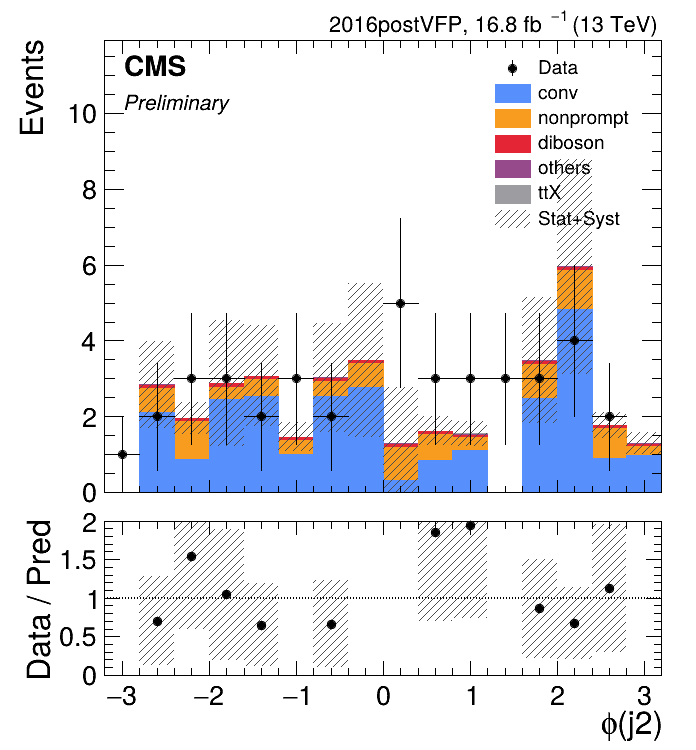 2016postVFP, 16.8 fb ⁻¹ (13 TeV)
CMS
Preliminary
Events
10
8
6
4
2
0
Data
conv
nonprompt
diboson
others
ttX
Stat+Syst
Data / Pred
2
1.5
1
0.5
0
−3 −2 −1 0 1 2 3
ϕ(j2)